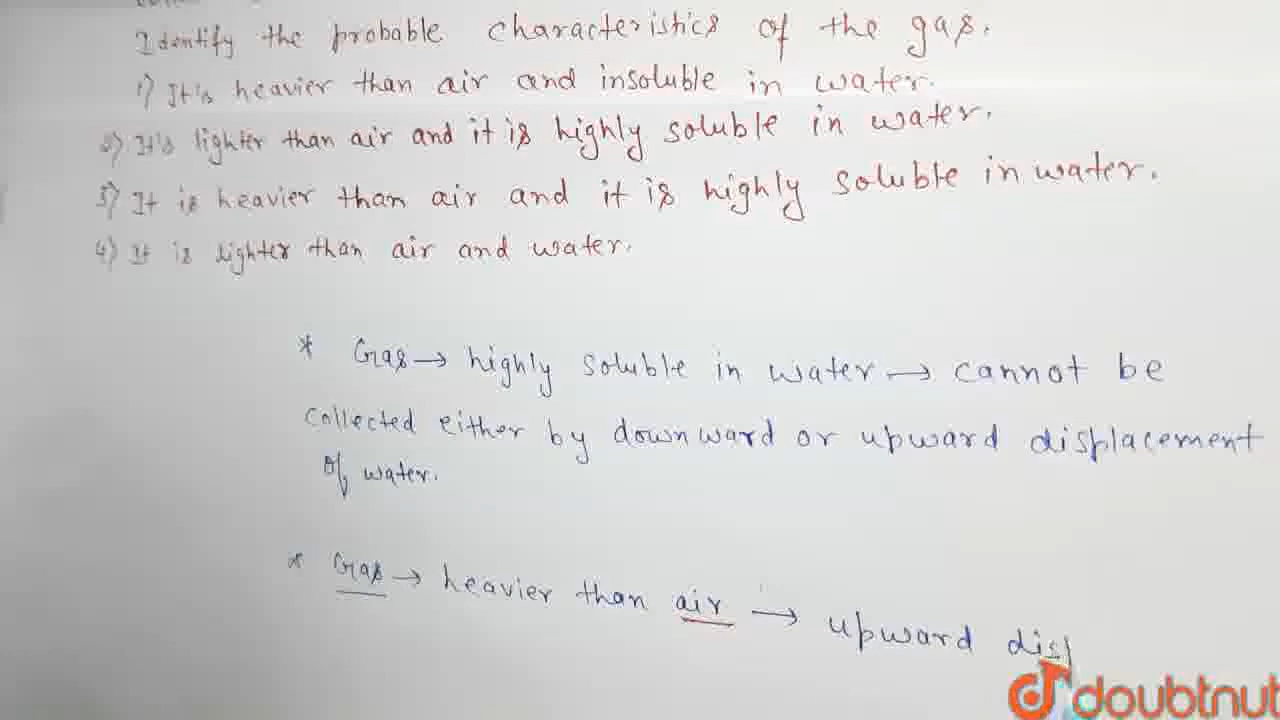 Identify the probable characteristics of the gas.
1) It's heavier than air and insoluble in water.
2) It's lighter than air and it is highly soluble in water.
3) It is heavier than air and it is highly soluble in water.
4) It is lighter than air and water.
* Gas → highly soluble in water → cannot be
collected either by downward or upward displacement
of water.
* Gas → heavier than air → upward disp
doubtnut